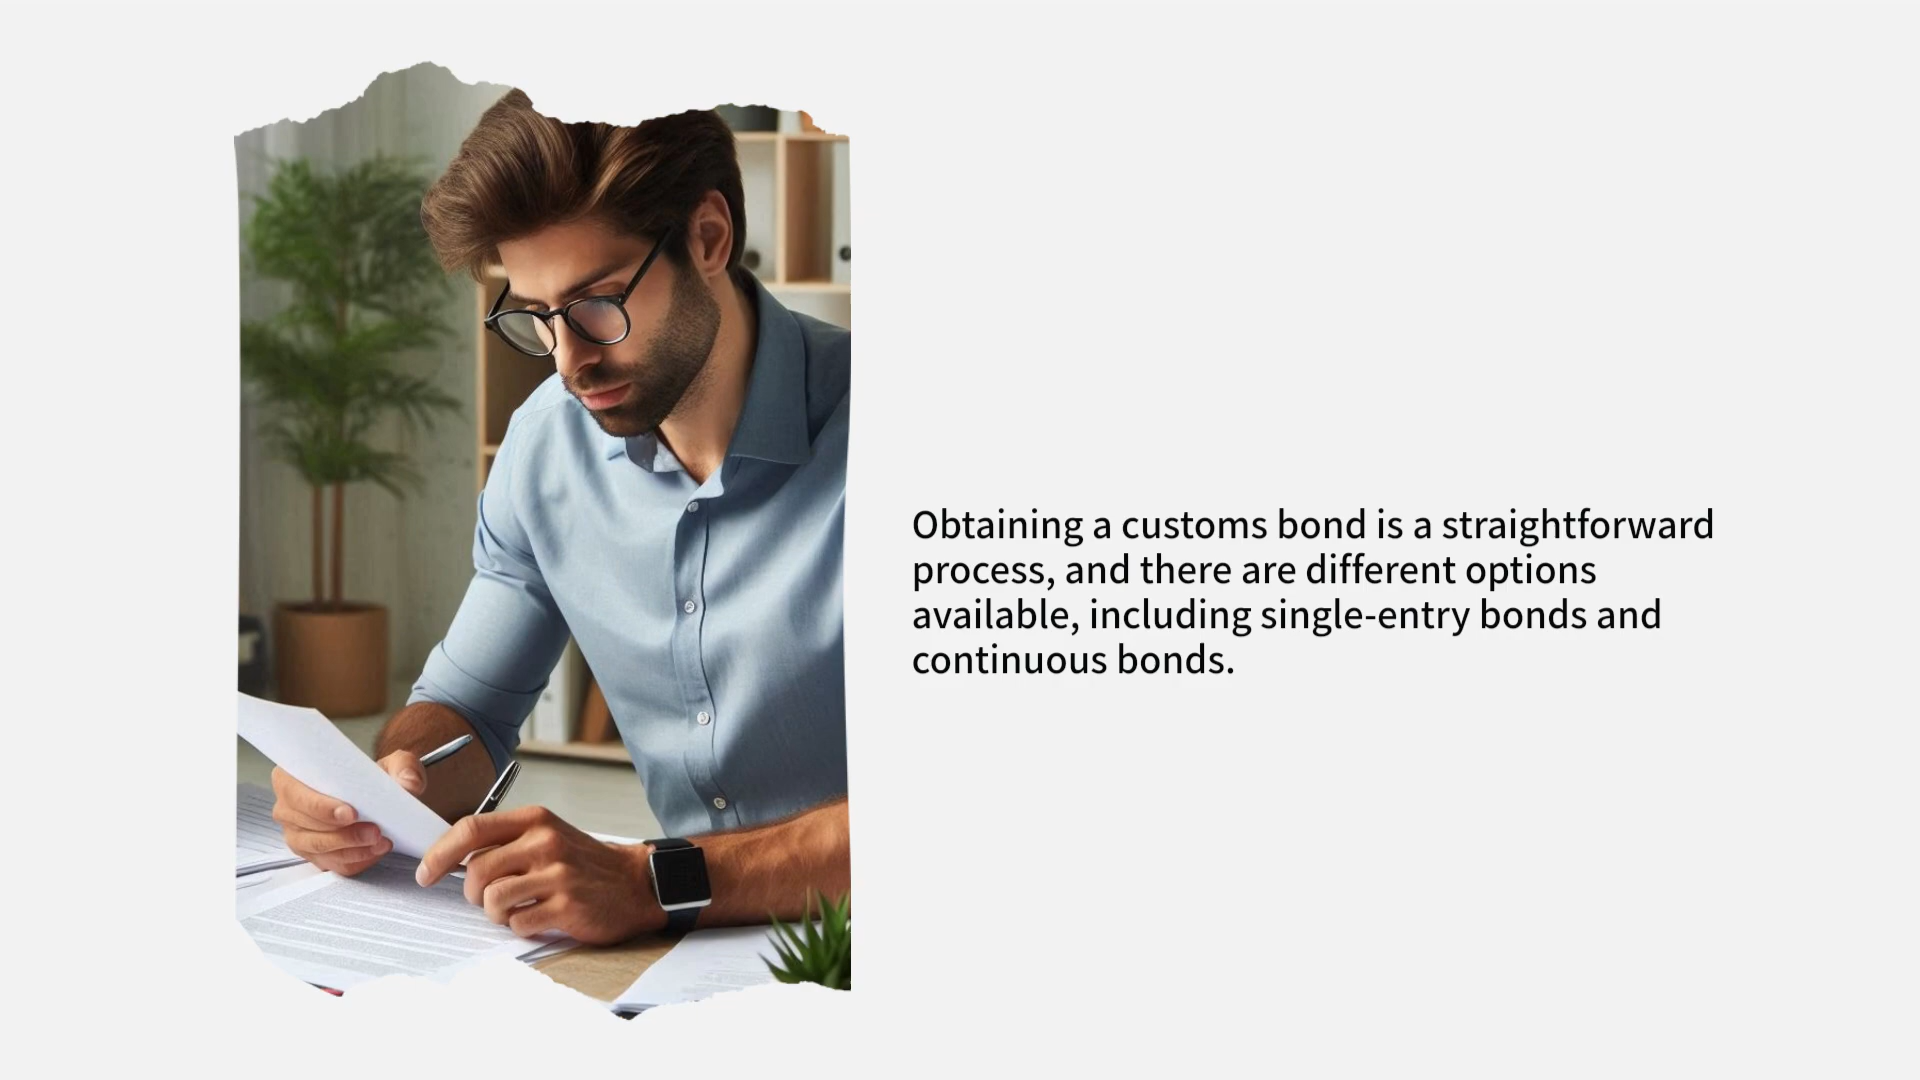 Obtaining a customs bond is a straightforward
process, and there are different options
available, including single-entry bonds and
continuous bonds.